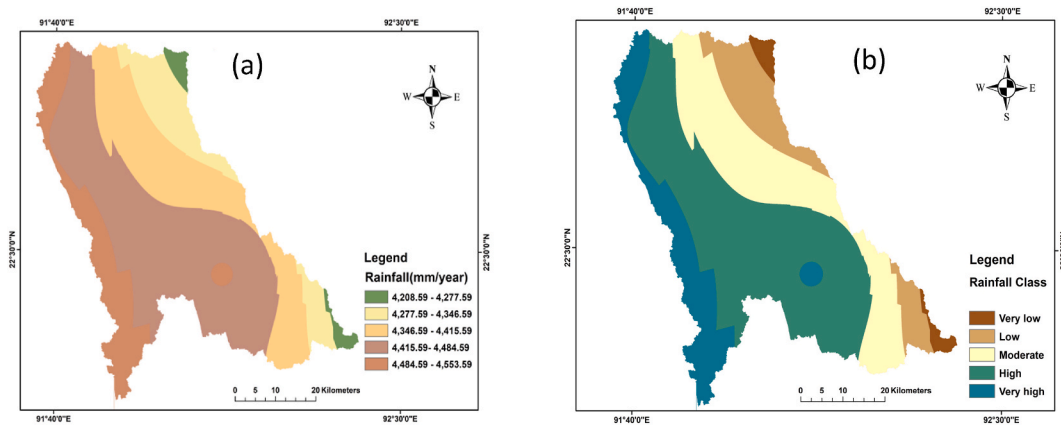 91°40'0"E
92°30'0"E
(a)
N
W
E
S
22°30'0"N
Legend
Rainfall(mm/year)
4,208.59 - 4,277.59
4,277.59 - 4,346.59
4,346.59 - 4,415.59
4,415.59- 4,484.59
4,484.59 - 4,553.59
0 5 10 20 Kilometers
91°40'0"E
92°30'0"E
91°40'0"E
92°30'0"E
(b)
N
W
E
S
22°30'0"N
Legend
Rainfall Class
Very low
Low
Moderate
High
Very high
0 5 10 20 Kilometers
91°40'0"E
92°30'0"E